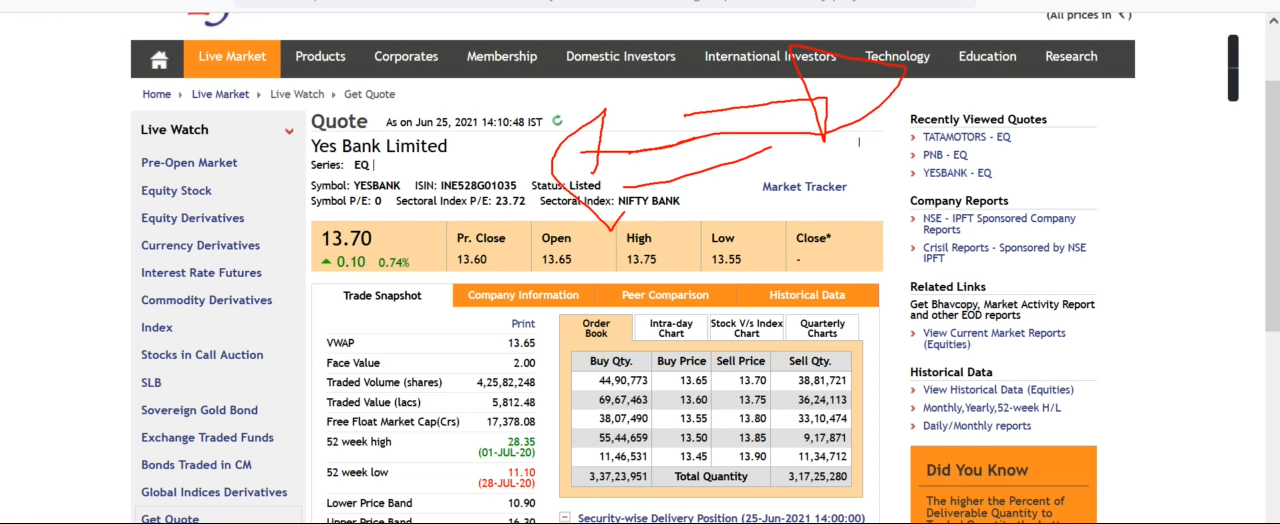 (All prices in ₹)
Live Market Products Corporates Membership Domestic Investors International Investors Technology Education Research
Home › Live Market › Live Watch › Get Quote
Live Watch
Pre-Open Market
Equity Stock
Equity Derivatives
Currency Derivatives
Interest Rate Futures
Commodity Derivatives
Index
Stocks in Call Auction
SLB
Sovereign Gold Bond
Exchange Traded Funds
Bonds Traded in CM
Global Indices Derivatives
Get Quote
Quote As on Jun 25, 2021 14:10:48 IST
Yes Bank Limited
Series: EQ |
Symbol: YESBANK ISIN: INE528G01035 Status: Listed
Market Tracker
Symbol P/E: 0 Sectoral Index P/E: 23.72 Sectoral Index: NIFTY BANK
13.70 Pr. Close Open High Low Close*
0.10 0.74% 13.60 13.65 13.75 13.55 -
Trade Snapshot Company Information Peer Comparison Historical Data
Print
VWAP 13.65
Face Value 2.00
Traded Volume (shares) 4,25,82,248
Traded Value (lacs) 5,812.48
Free Float Market Cap(Crs) 17,378.08
52 week high 28.35
(01-JUL-20)
52 week low 11.10
(28-JUL-20)
Lower Price Band 10.90
Upper Price Band 16.30
Order Book Intra-day Chart Stock V/s Index Chart Quarterly Charts
Buy Qty. Buy Price Sell Price Sell Qty.
44,90,773 13.65 13.70 38,81,721
69,67,463 13.60 13.75 36,24,113
38,07,490 13.55 13.80 33,10,474
55,44,659 13.50 13.85 9,17,871
11,46,531 13.45 13.90 11,34,712
3,37,23,951 Total Quantity 3,17,25,280
Security-wise Delivery Position (25-Jun-2021 14:00:00)
Recently Viewed Quotes
TATAMOTORS - EQ
PNB - EQ
YESBANK - EQ
Company Reports
NSE - IPFT Sponsored Company
Reports
Crisil Reports - Sponsored by NSE
IPFT
Related Links
Get Bhavcopy, Market Activity Report
and other EOD reports
View Current Market Reports
(Equities)
Historical Data
View Historical Data (Equities)
Monthly,Yearly,52-week H/L
Daily/Monthly reports
Did You Know
The higher the Percent of
Deliverable Quantity to